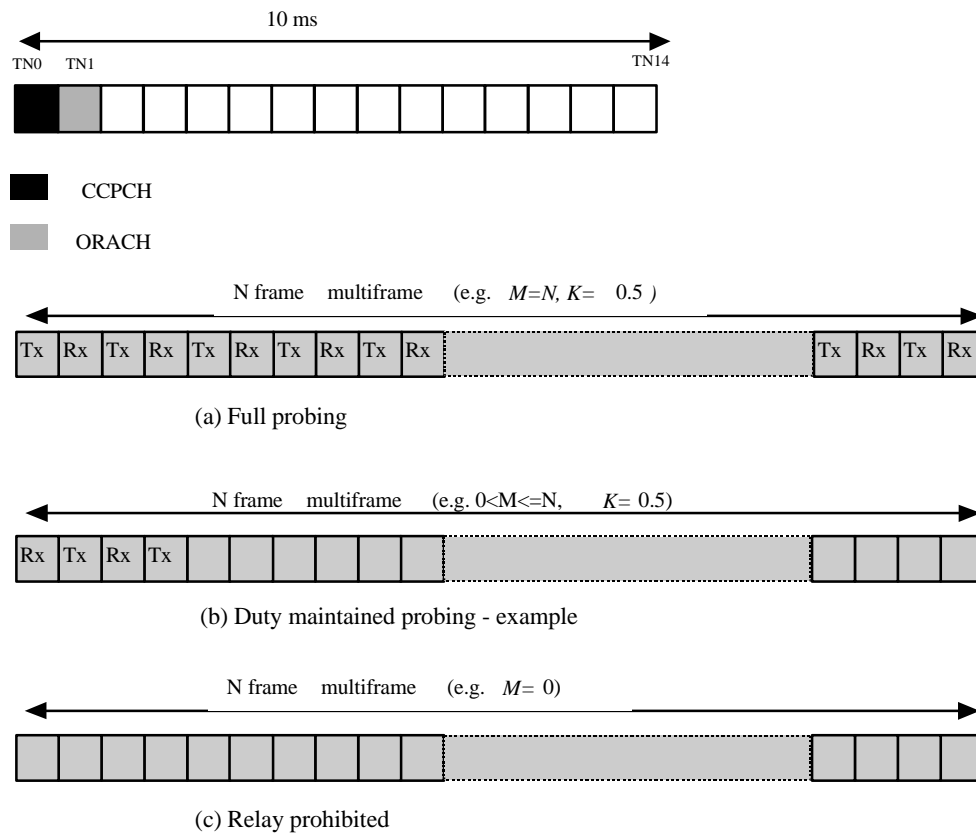 10 ms
TN0 TN1 TN14
CCPCH
ORACH
N frame multiframe (e.g. M=N, K= 0.5 )
Tx Rx Tx Rx Tx Rx Tx Rx Tx Rx Tx Rx Tx Rx
(a) Full probing
N frame multiframe (e.g. 0<M<=N, K= 0.5)
Rx Tx Rx Tx
(b) Duty maintained probing - example
N frame multiframe (e.g. M= 0)
(c) Relay prohibited